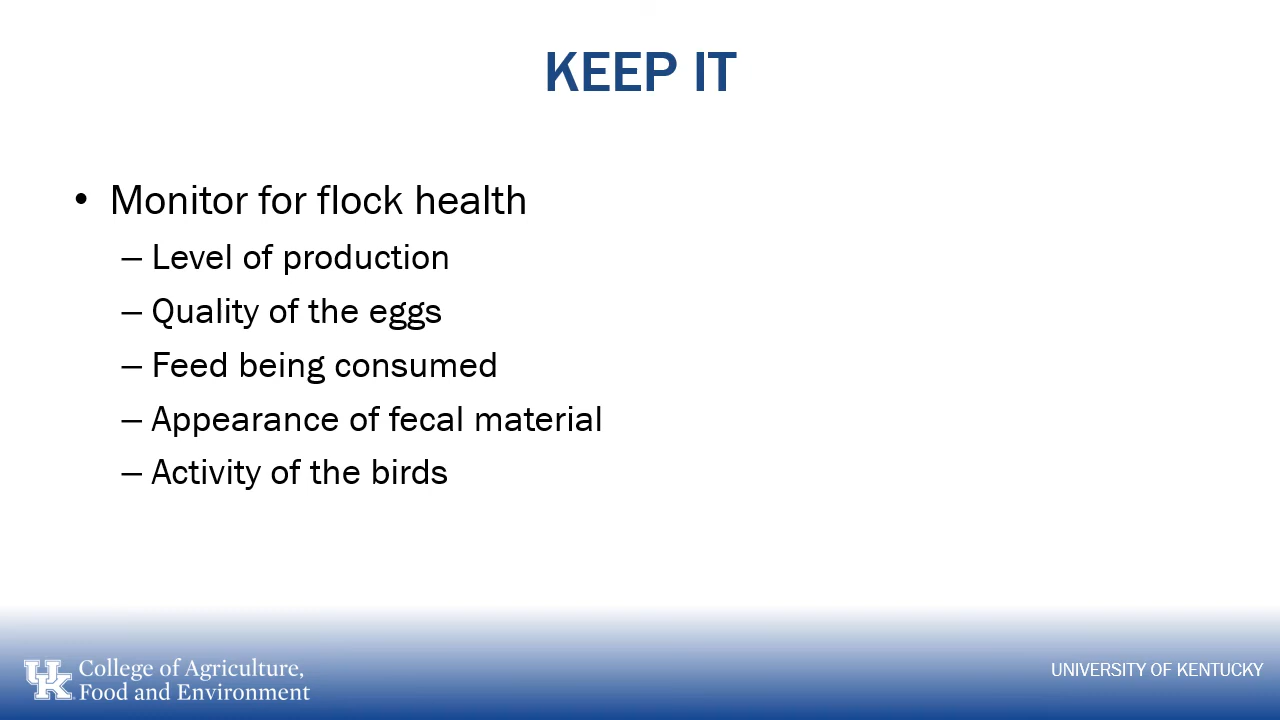 KEEP IT
• Monitor for flock health
– Level of production
– Quality of the eggs
– Feed being consumed
– Appearance of fecal material
– Activity of the birds
UK College of Agriculture,
Food and Environment
UNIVERSITY OF KENTUCKY